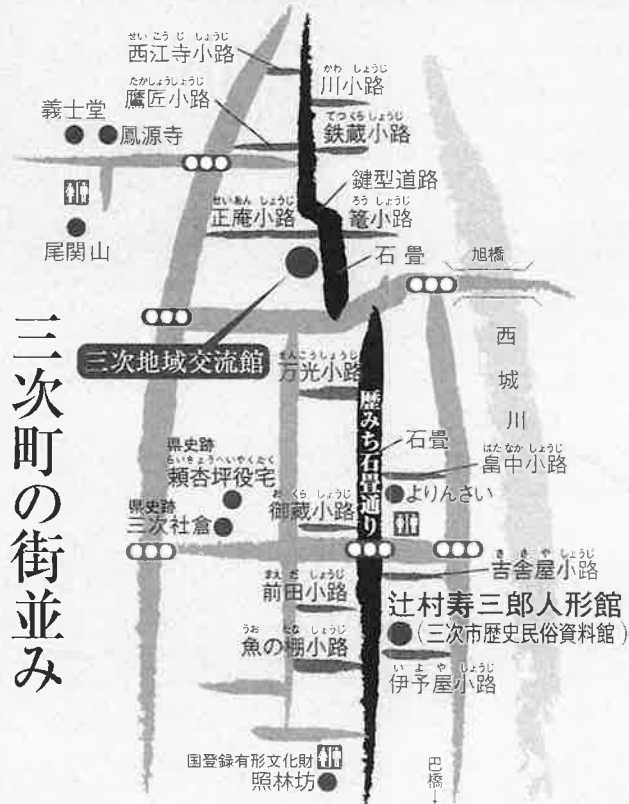 三次町の街並み
せいこうじしょうじ
西江寺小路
かわしょうじ
川小路
たかしょうしょうじ
鷹匠小路
てつくらしょうじ
鉄蔵小路
義士堂
鳳源寺
鍵型道路
せいあんしょうじ
正庵小路
ろうしょうじ
篭小路
尾関山
石畳
旭橋
三次地域交流館
西城川
まんこうしょうじ
万光小路
歴みち石畳通り
石畳
はたなかしょうじ
畠中小路
県史跡
らいきょうへいやくたく
頼杏坪役宅
よりんさい
おくらしょうじ
御蔵小路
県史跡
三次社倉
ききやしょうじ
吉舎屋小路
まえだしょうじ
前田小路
辻村寿三郎人形館
(三次市歴史民俗資料館)
うおたなしょうじ
魚の棚小路
いよやしょうじ
伊予屋小路
国登録有形文化財
照林坊
巴橋→